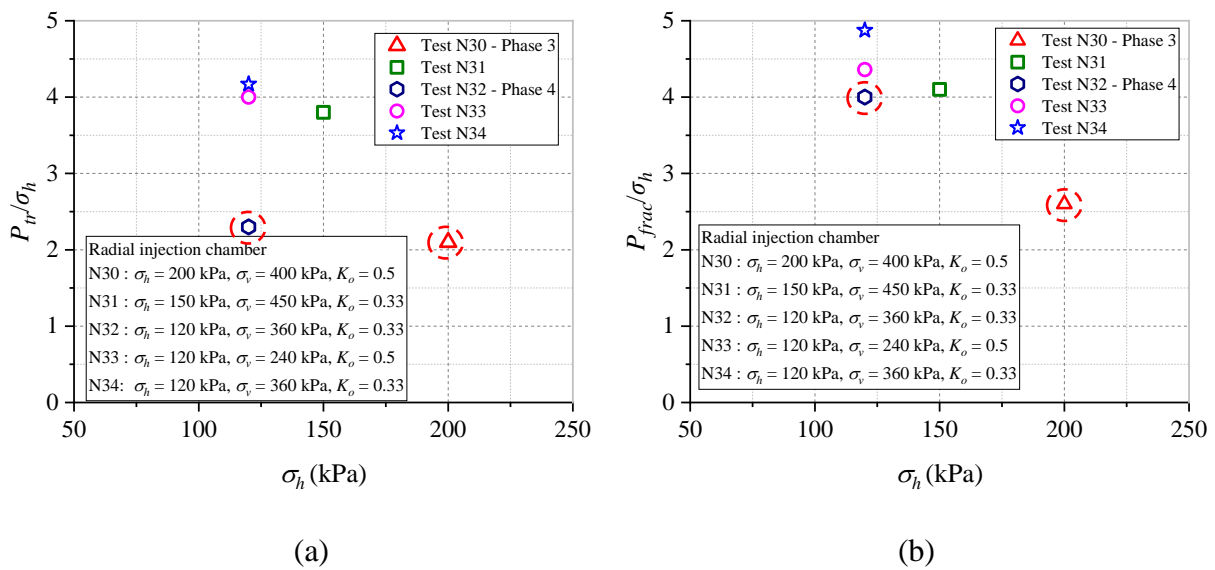 5
4
3
2
1
0
P_tr/σ_h
Test N30 - Phase 3
Test N31
Test N32 - Phase 4
Test N33
Test N34
Radial injection chamber
N30 : σ_h = 200 kPa, σ_v = 400 kPa, K_o = 0.5
N31 : σ_h = 150 kPa, σ_v = 450 kPa, K_o = 0.33
N32 : σ_h = 120 kPa, σ_v = 360 kPa, K_o = 0.33
N33 : σ_h = 120 kPa, σ_v = 240 kPa, K_o = 0.5
N34: σ_h = 120 kPa, σ_v = 360 kPa, K_o = 0.33
50 100 150 200 250
σ_h (kPa)
(a)
5
4
3
2
1
0
P_frac/σ_h
Test N30 - Phase 3
Test N31
Test N32 - Phase 4
Test N33
Test N34
Radial injection chamber
N30 : σ_h = 200 kPa, σ_v = 400 kPa, K_o = 0.5
N31 : σ_h = 150 kPa, σ_v = 450 kPa, K_o = 0.33
N32 : σ_h = 120 kPa, σ_v = 360 kPa, K_o = 0.33
N33 : σ_h = 120 kPa, σ_v = 240 kPa, K_o = 0.5
N34 : σ_h = 120 kPa, σ_v = 360 kPa, K_o = 0.33
50 100 150 200 250
σ_h (kPa)
(b)